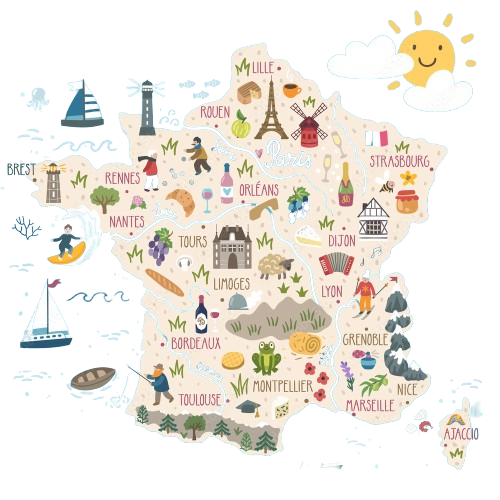 LILLE
ROUEN
Paris
STRASBOURG
BREST
RENNES
ORLÉANS
NANTES
TOURS
DIJON
LIMOGES
LYON
BORDEAUX
GRENOBLE
MONTPELLIER
NICE
TOULOUSE
MARSEILLE
AJACCIO